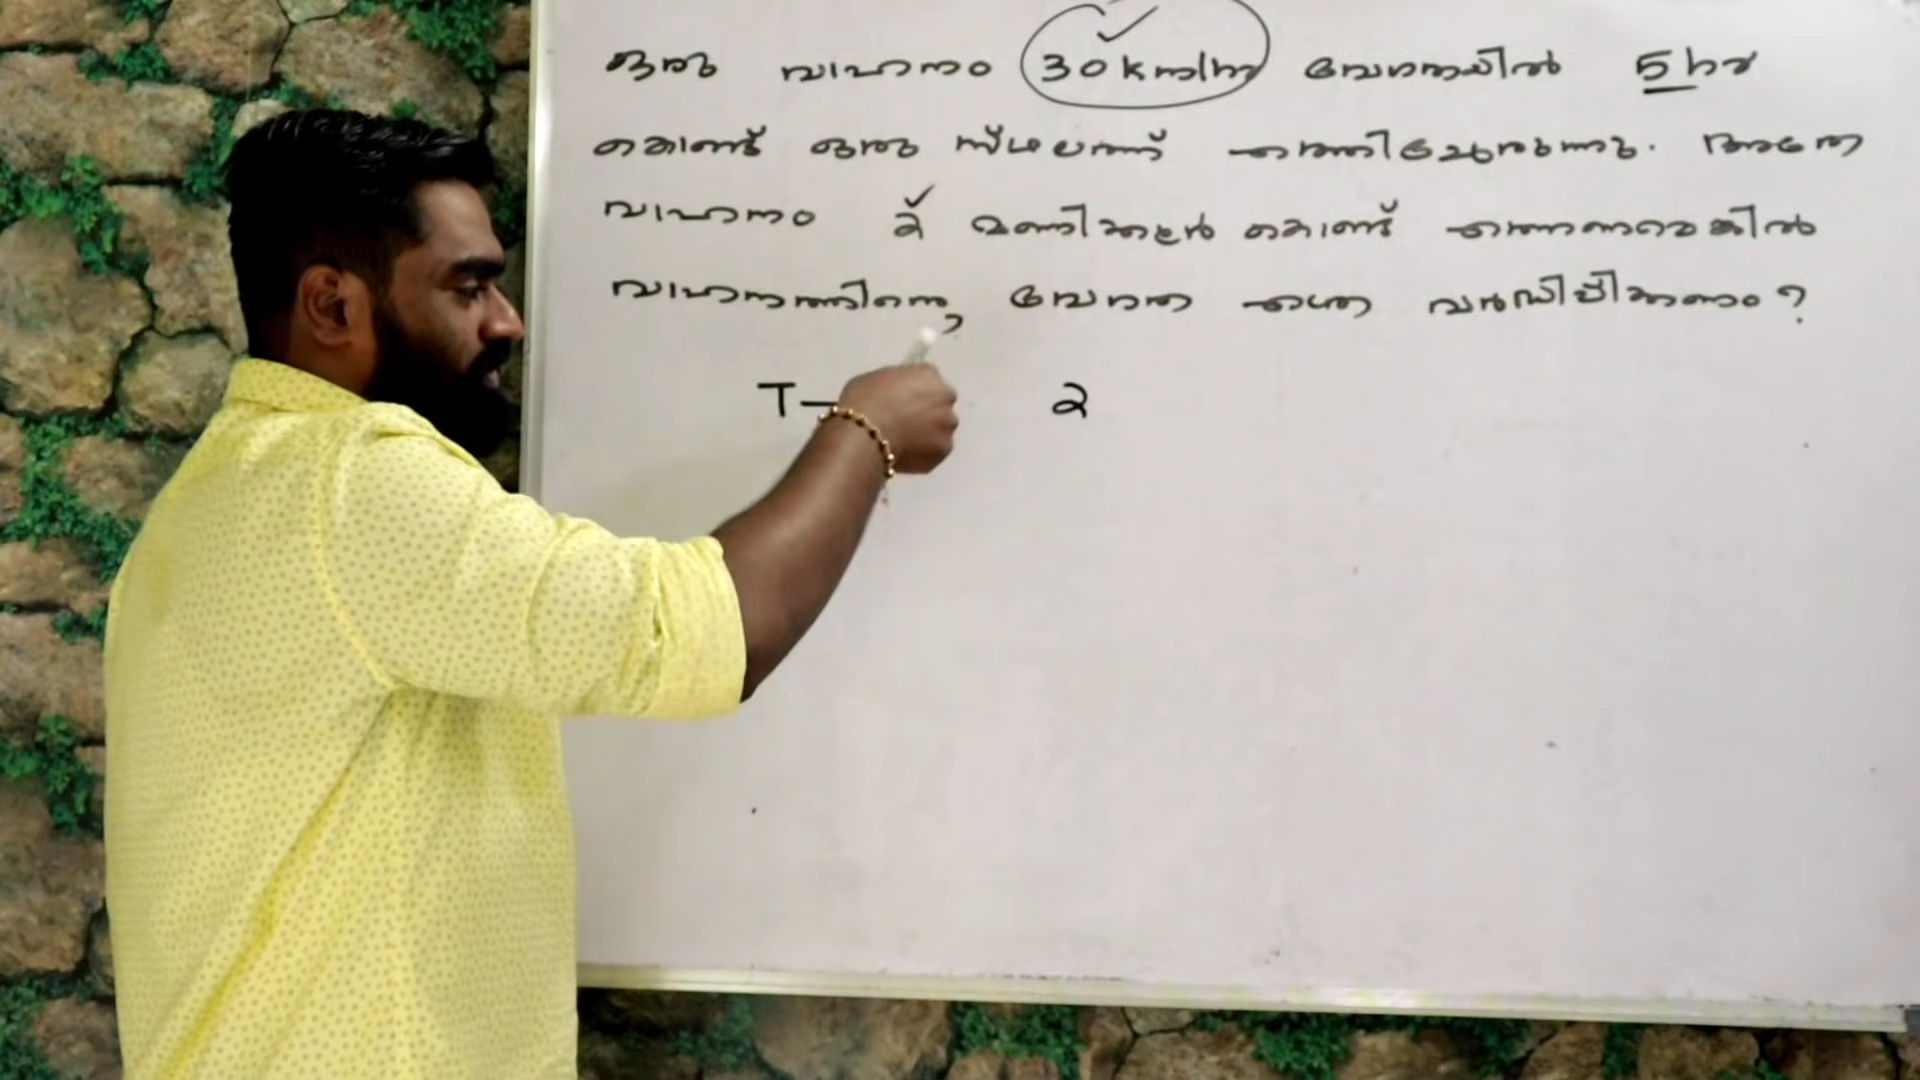 ഒരു വാഹനം 30km/hr വേഗതയിൽ 5hr
കൊണ്ട് ഒരു സ്ഥലത്ത് എത്തിച്ചേരുന്നു. അതേ
വാഹനം 2 മണിക്കൂർ കൊണ്ട് എത്തണമെങ്കിൽ
വാഹനത്തിന്റെ വേഗത എത്ര വർദ്ധിപ്പിക്കണം?
T- 2